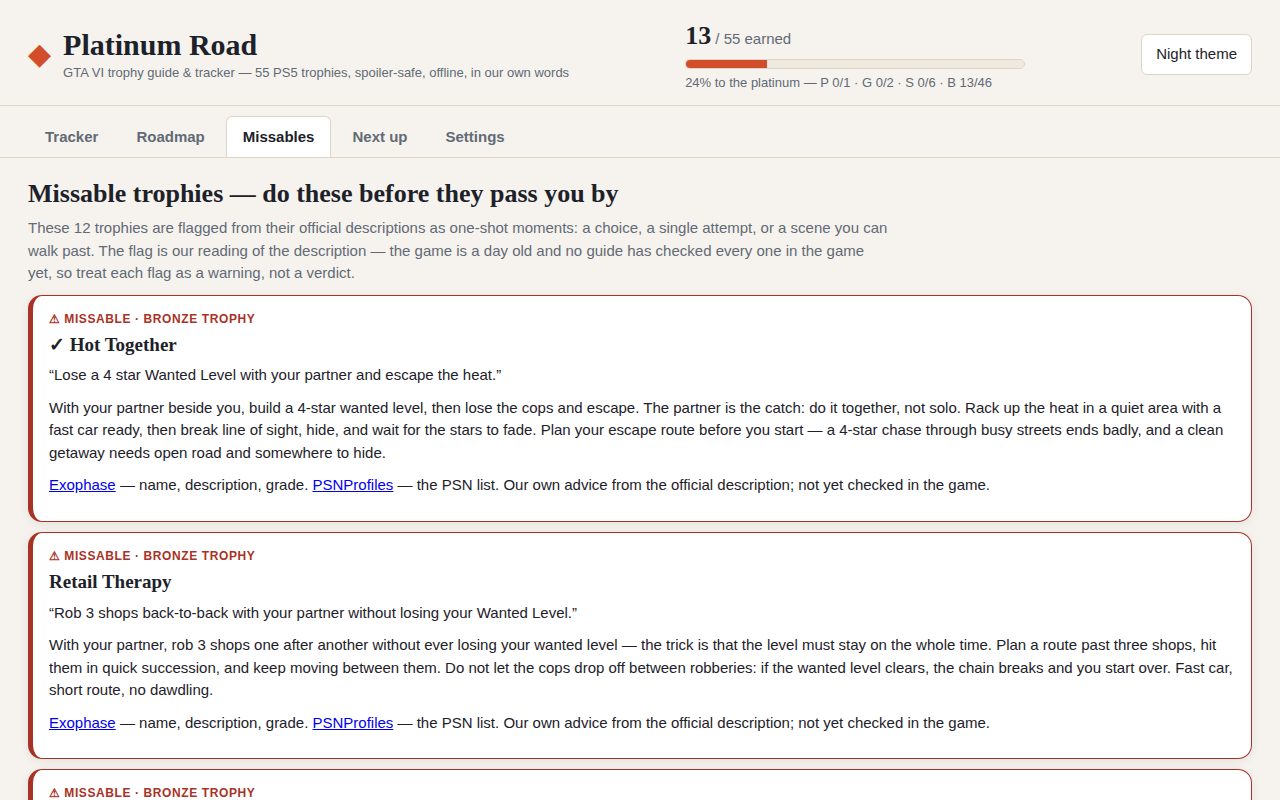 Platinum Road
GTA VI trophy guide & tracker — 55 PS5 trophies, spoiler-safe, offline, in our own words
13 / 55 earned
24% to the platinum — P 0/1 · G 0/2 · S 0/6 · B 13/46
Night theme
Tracker
Roadmap
Missables
Next up
Settings
Missable trophies — do these before they pass you by
These 12 trophies are flagged from their official descriptions as one-shot moments: a choice, a single attempt, or a scene you can
walk past. The flag is our reading of the description — the game is a day old and no guide has checked every one in the game
yet, so treat each flag as a warning, not a verdict.
⚠ MISSABLE · BRONZE TROPHY
✓ Hot Together
“Lose a 4 star Wanted Level with your partner and escape the heat.”
With your partner beside you, build a 4-star wanted level, then lose the cops and escape. The partner is the catch: do it together, not solo. Rack up the heat in a quiet area with a
fast car ready, then break line of sight, hide, and wait for the stars to fade. Plan your escape route before you start — a 4-star chase through busy streets ends badly, and a clean
getaway needs open road and somewhere to hide.
Exophase — name, description, grade. PSNProfiles — the PSN list. Our own advice from the official description; not yet checked in the game.
⚠ MISSABLE · BRONZE TROPHY
Retail Therapy
“Rob 3 shops back-to-back with your partner without losing your Wanted Level.”
With your partner, rob 3 shops one after another without ever losing your wanted level — the trick is that the level must stay on the whole time. Plan a route past three shops, hit
them in quick succession, and keep moving between them. Do not let the cops drop off between robberies: if the wanted level clears, the chain breaks and you start over. Fast car,
short route, no dawdling.
Exophase — name, description, grade. PSNProfiles — the PSN list. Our own advice from the official description; not yet checked in the game.
⚠ MISSABLE · BRONZE TROPHY